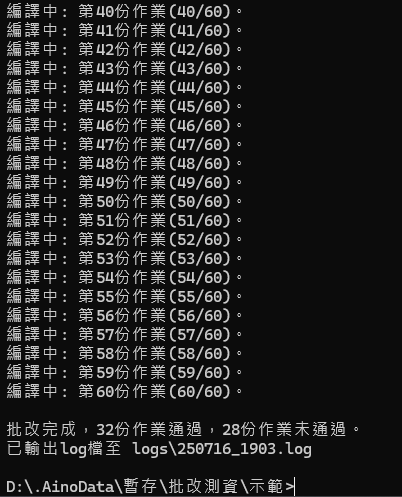 編譯中: 第40份作業(40/60)。
編譯中: 第41份作業(41/60)。
編譯中: 第42份作業(42/60)。
編譯中: 第43份作業(43/60)。
編譯中: 第44份作業(44/60)。
編譯中: 第45份作業(45/60)。
編譯中: 第46份作業(46/60)。
編譯中: 第47份作業(47/60)。
編譯中: 第48份作業(48/60)。
編譯中: 第49份作業(49/60)。
編譯中: 第50份作業(50/60)。
編譯中: 第51份作業(51/60)。
編譯中: 第52份作業(52/60)。
編譯中: 第53份作業(53/60)。
編譯中: 第54份作業(54/60)。
編譯中: 第55份作業(55/60)。
編譯中: 第56份作業(56/60)。
編譯中: 第57份作業(57/60)。
編譯中: 第58份作業(58/60)。
編譯中: 第59份作業(59/60)。
編譯中: 第60份作業(60/60)。
批改完成，32份作業通過，28份作業未通過。
已輸出log檔至 logs\250716_1903.log
D:\.AinoData\暫存\批改測資\示範>